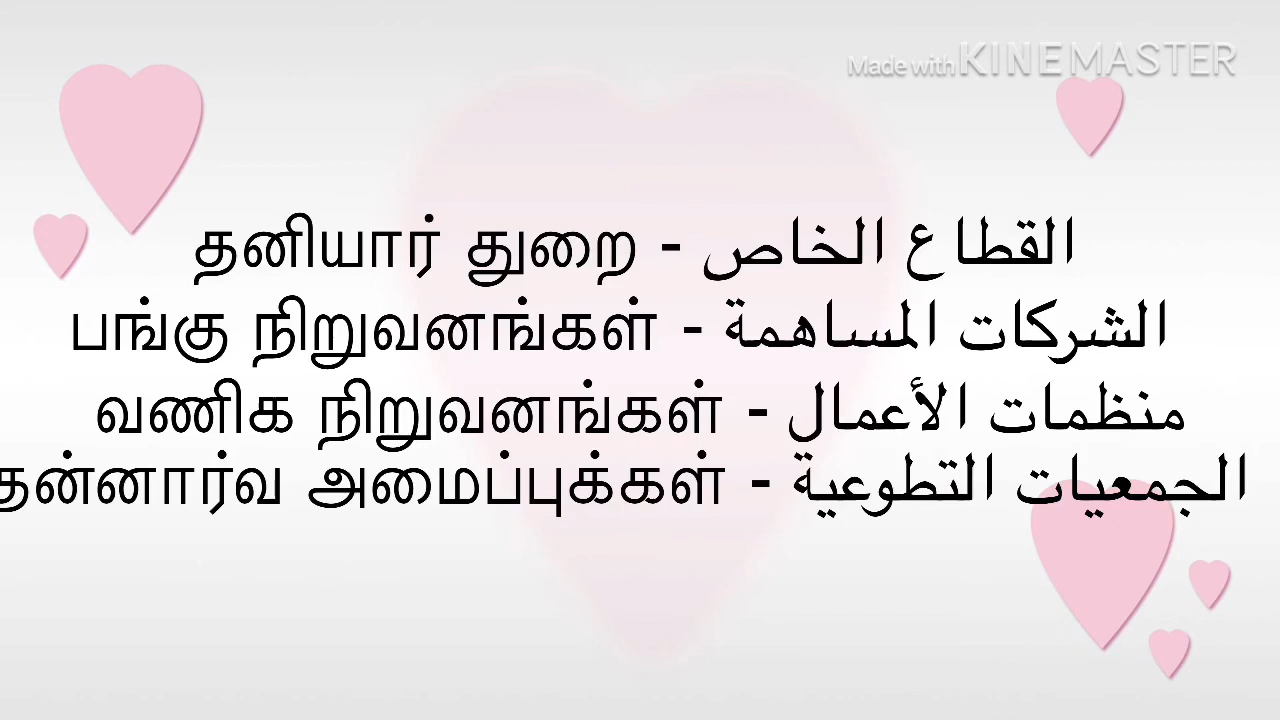 Made with KINEMASTER
தனியார் துறை - القطاع الخاص
பங்கு நிறுவனங்கள் - الشركات المساهمة
வணிக நிறுவனங்கள் - منظمات الأعمال
தன்னார்வ அமைப்புக்கள் - الجمعيات التطوعية